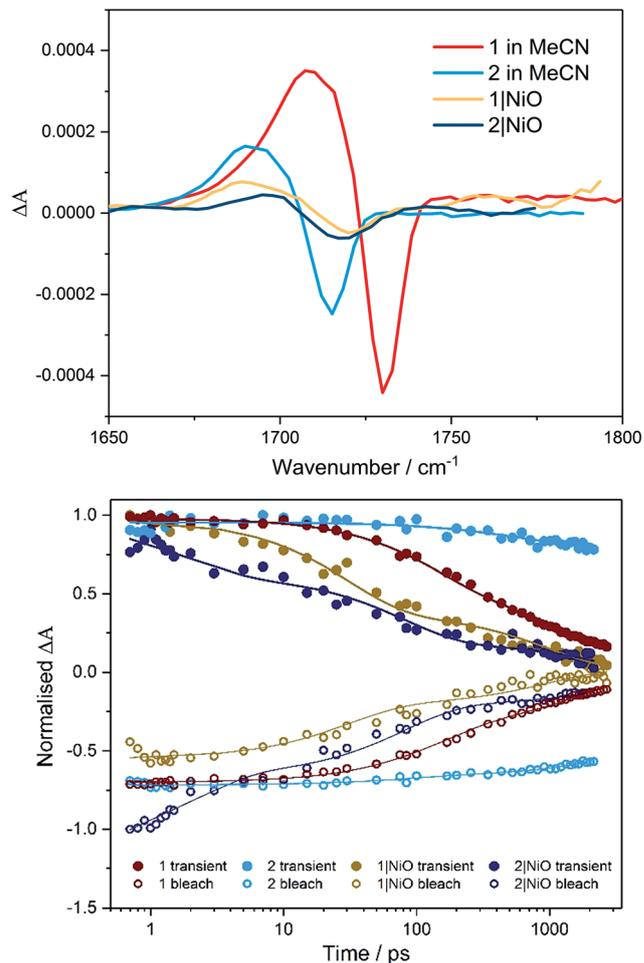 0.0004
0.0002
0.0000
-0.0002
-0.0004
ΔA
1 in MeCN
2 in MeCN
1|NiO
2|NiO
1650 1700 1750 1800
Wavenumber / cm⁻¹
1.0
0.5
0.0
-0.5
-1.0
-1.5
Normalised ΔA
1 transient 2 transient 1|NiO transient 2|NiO transient
1 bleach 2 bleach 1|NiO bleach 2|NiO bleach
1 10 100 1000
Time / ps